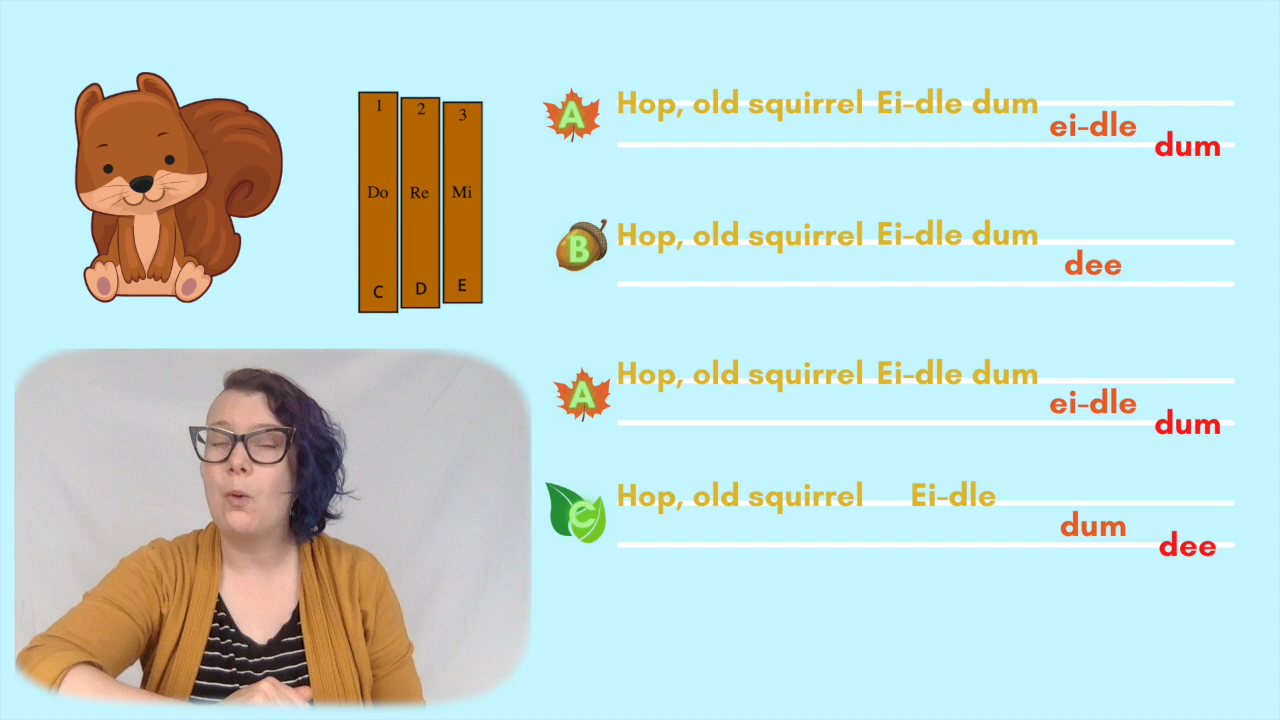 1 2 3
Do Re Mi
C D E
A Hop, old squirrel Ei-dle dum ei-dle dum
B Hop, old squirrel Ei-dle dum dee
A Hop, old squirrel Ei-dle dum ei-dle dum
C Hop, old squirrel Ei-dle dum dee